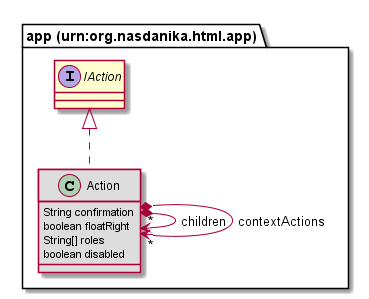 app (urn:org.nasdanika.html.app)
I IAction
C Action
String confirmation
boolean floatRight
String[] roles
boolean disabled
* children contextActions
*